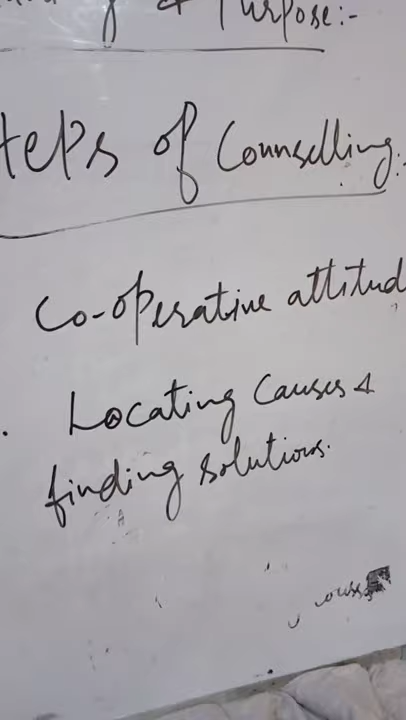 & Purpose:-
teps of Counselling:-
Co-operative attitud
Locating Causes &
finding solutions.